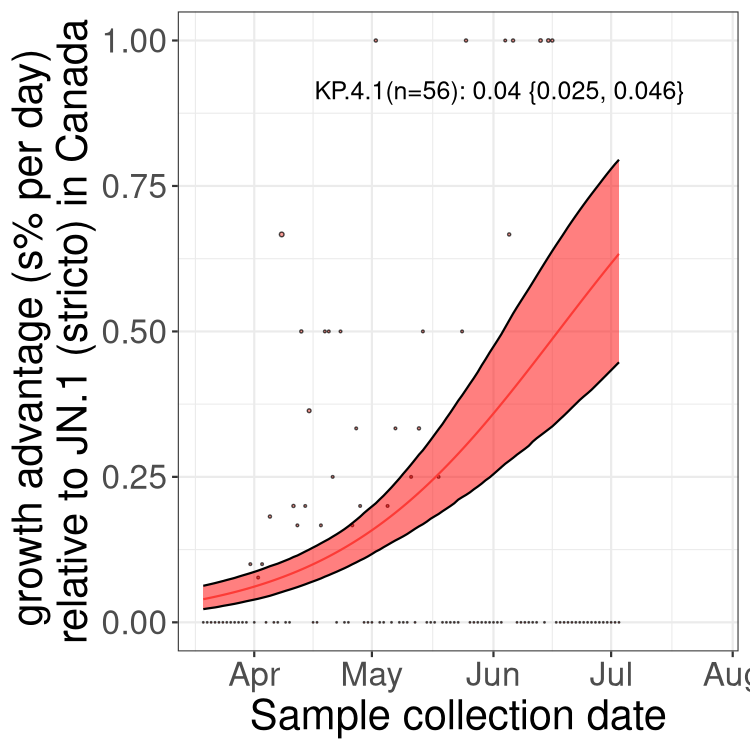 growth advantage (s% per day)
relative to JN.1 (stricto) in Canada
1.00
0.75
0.50
0.25
0.00
KP.4.1(n=56): 0.04 {0.025, 0.046}
Apr May Jun Jul Aug
Sample collection date